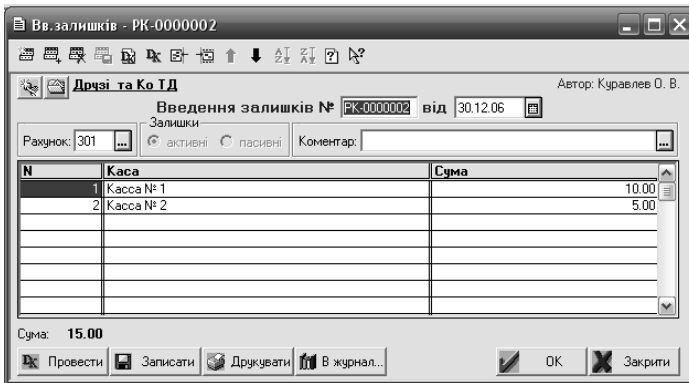 Вв.залишків - РК-0000002
Друзі та Ко ТД
Автор: Куравлев О. В.
Введення залишків № РК-0000002 від 30.12.06
Рахунок: 301 ...
Залишки
активні пасивні
Коментар: ...
N Каса Сума
1 Касса № 1 10.00
2 Касса № 2 5.00
Сума: 15.00
Провести Записати Друкувати В журнал... OK Закрити